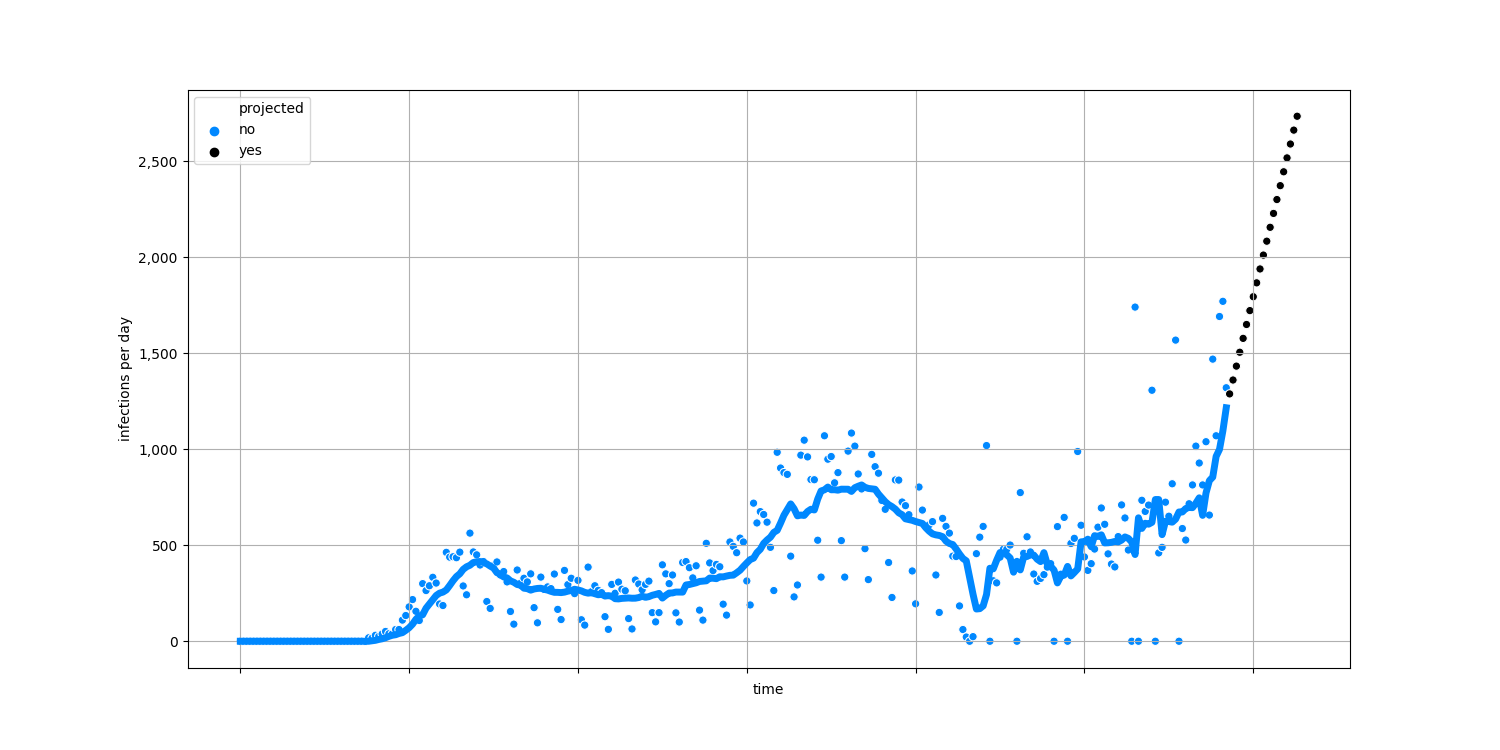 projected
no
yes
2,500
2,000
1,500
1,000
500
0
infections per day
time